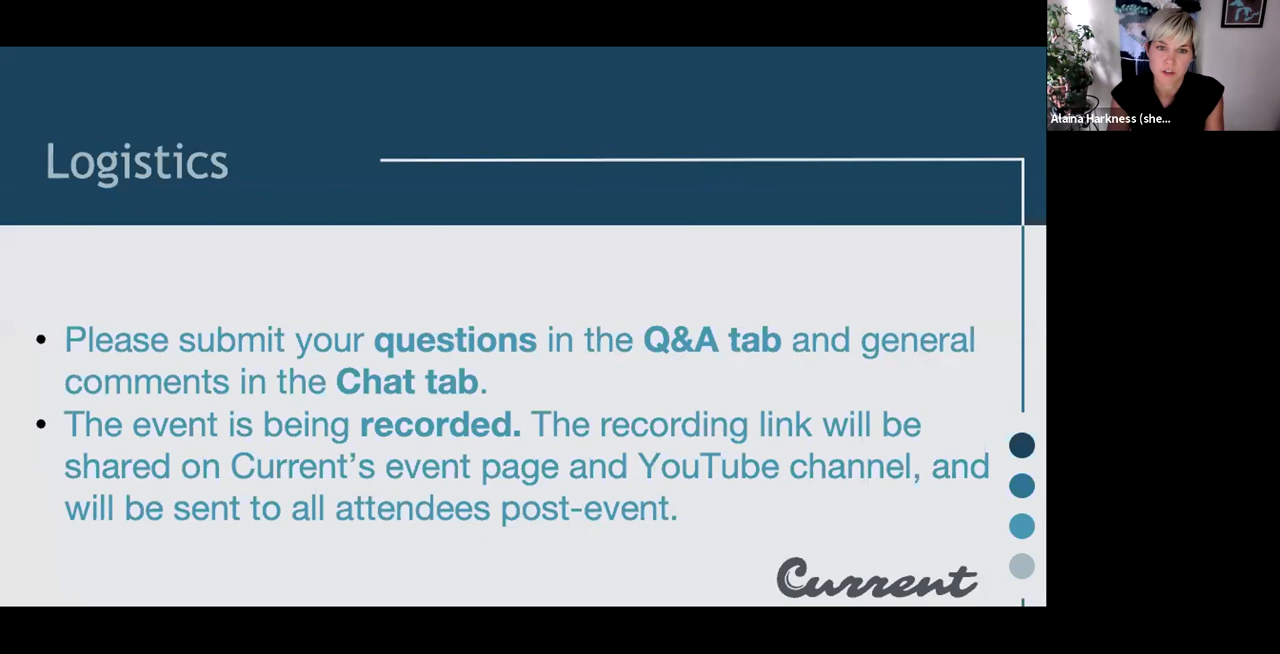 Logistics
Alaina Harkness (she...
• Please submit your questions in the Q&A tab and general
comments in the Chat tab.
• The event is being recorded. The recording link will be
shared on Current’s event page and YouTube channel, and
will be sent to all attendees post-event.
Current